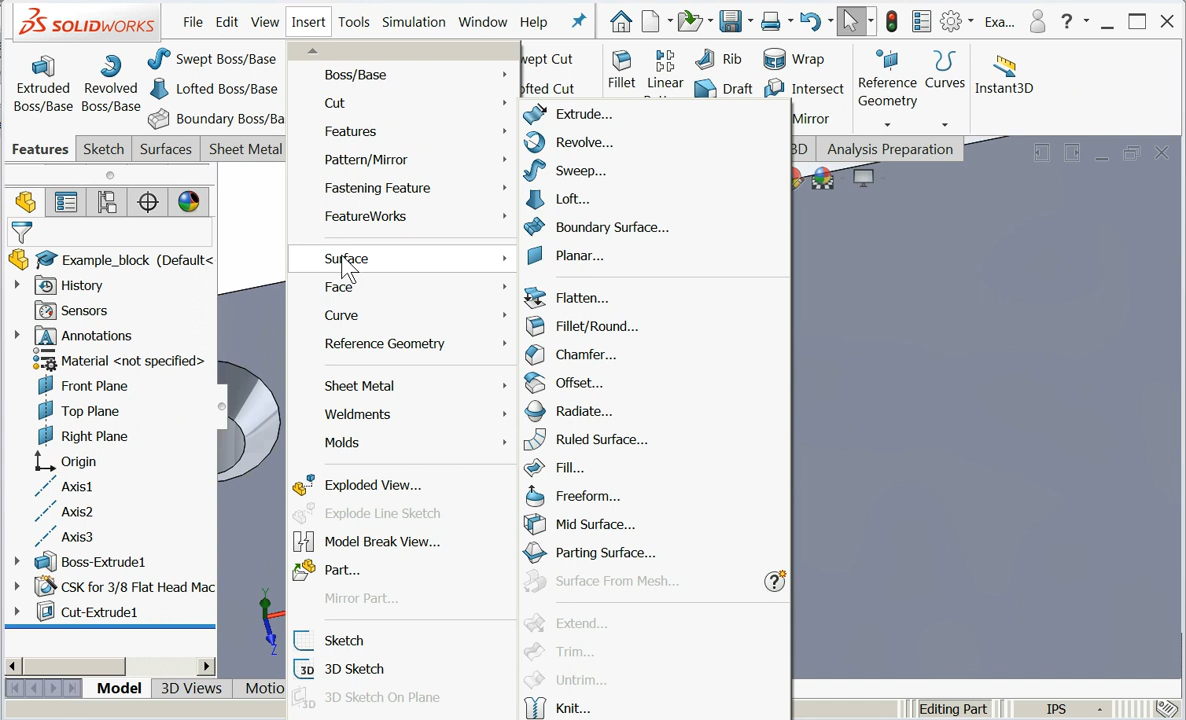 SOLIDWORKS File Edit View Insert Tools Simulation Window Help Exa... ?
Extruded Boss/Base
Revolved Boss/Base
Swept Boss/Base
Lofted Boss/Base
Boundary Boss/Ba
wept Cut
ofted Cut
Fillet
Linear
Rib
Draft
Wrap
Intersect
Mirror
Reference Geometry
Curves
Instant3D
Features Sketch Surfaces Sheet Metal 3D Analysis Preparation
Example_block (Default<
History
Sensors
Annotations
Material <not specified>
Front Plane
Top Plane
Right Plane
Origin
Axis1
Axis2
Axis3
Boss-Extrude1
CSK for 3/8 Flat Head Mac
Cut-Extrude1
Boss/Base
Cut
Features
Pattern/Mirror
Fastening Feature
FeatureWorks
Surface
Face
Curve
Reference Geometry
Sheet Metal
Weldments
Molds
Exploded View...
Explode Line Sketch
Model Break View...
Part...
Mirror Part...
Sketch
3D Sketch
3D Sketch On Plane
Extrude...
Revolve...
Sweep...
Loft...
Boundary Surface...
Planar...
Flatten...
Fillet/Round...
Chamfer...
Offset...
Radiate...
Ruled Surface...
Fill...
Freeform...
Mid Surface...
Parting Surface...
Surface From Mesh...
Extend...
Trim...
Untrim...
Knit...
Y
Z
Model 3D Views Motio
Editing Part IPS